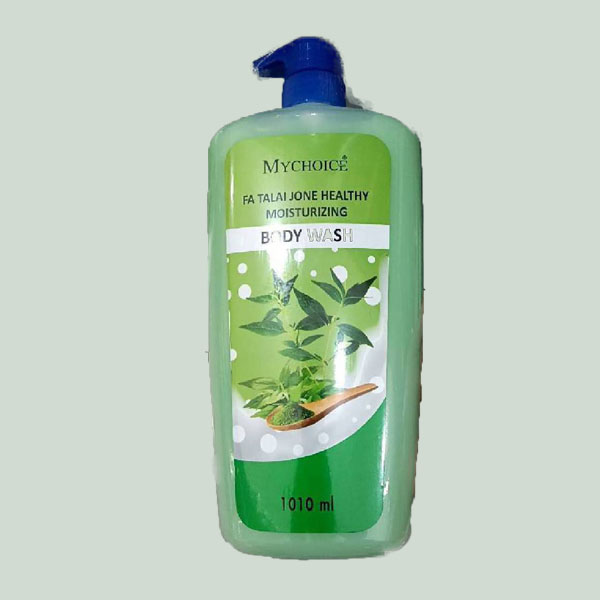 MYCHOICE
FA TALAI JONE HEALTHY
MOISTURIZING
BODY WASH
1010 ml